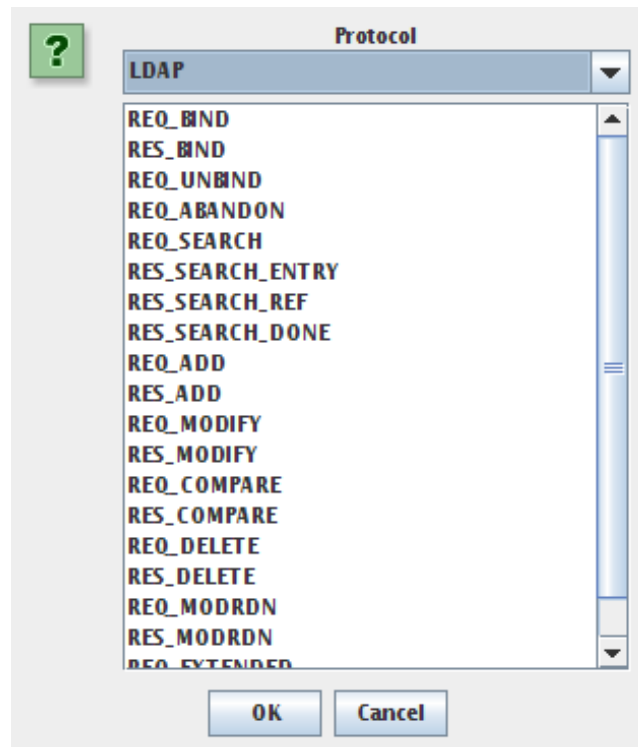 ?
Protocol
LDAP
REQ_BIND
RES_BIND
REQ_UNBIND
REQ_ABANDON
REQ_SEARCH
RES_SEARCH_ENTRY
RES_SEARCH_REF
RES_SEARCH_DONE
REQ_ADD
RES_ADD
REQ_MODIFY
RES_MODIFY
REQ_COMPARE
RES_COMPARE
REQ_DELETE
RES_DELETE
REQ_MODRDN
RES_MODRDN
REQ_EXTENDED
OK Cancel